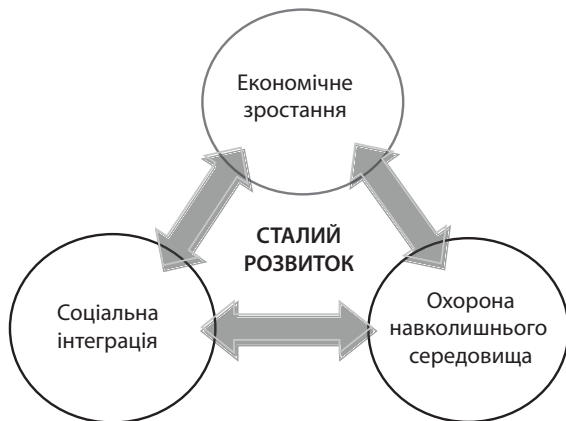 Економічне
зростання
СТАЛИЙ
РОЗВИТОК
Соціальна
інтеграція
Охорона
навколишнього
середовища